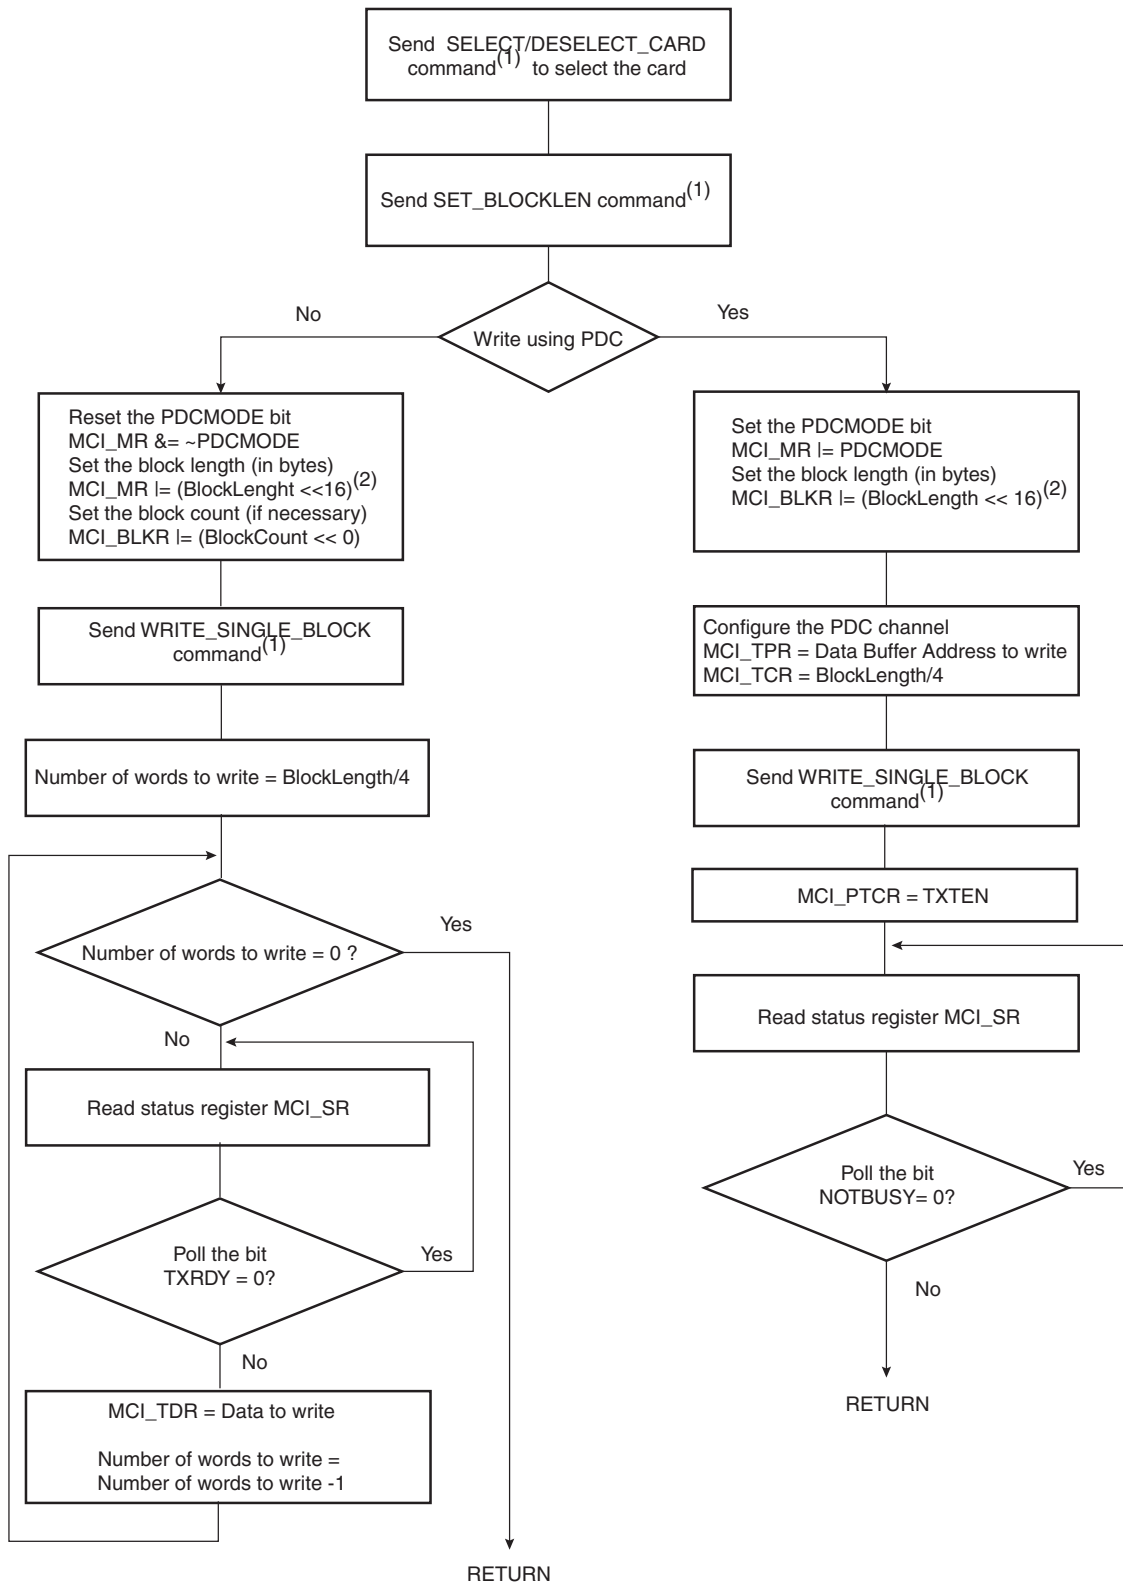 Send SELECT/DESELECT_CARD
command(1) to select the card
Send SET_BLOCKLEN command(1)
Write using PDC
No
Yes
Reset the PDCMODE bit
MCI_MR &= ~PDCMODE
Set the block length (in bytes)
MCI_MR |= (BlockLenght <<16)(2)
Set the block count (if necessary)
MCI_BLKR |= (BlockCount << 0)
Send WRITE_SINGLE_BLOCK
command(1)
Number of words to write = BlockLength/4
Number of words to write = 0 ?
Yes
No
Read status register MCI_SR
Poll the bit
TXRDY = 0?
Yes
No
MCI_TDR = Data to write
Number of words to write =
Number of words to write -1
RETURN
Set the PDCMODE bit
MCI_MR |= PDCMODE
Set the block length (in bytes)
MCI_BLKR |= (BlockLength << 16)(2)
Configure the PDC channel
MCI_TPR = Data Buffer Address to write
MCI_TCR = BlockLength/4
Send WRITE_SINGLE_BLOCK
command(1)
MCI_PTCR = TXTEN
Read status register MCI_SR
Poll the bit
NOTBUSY= 0?
Yes
No
RETURN